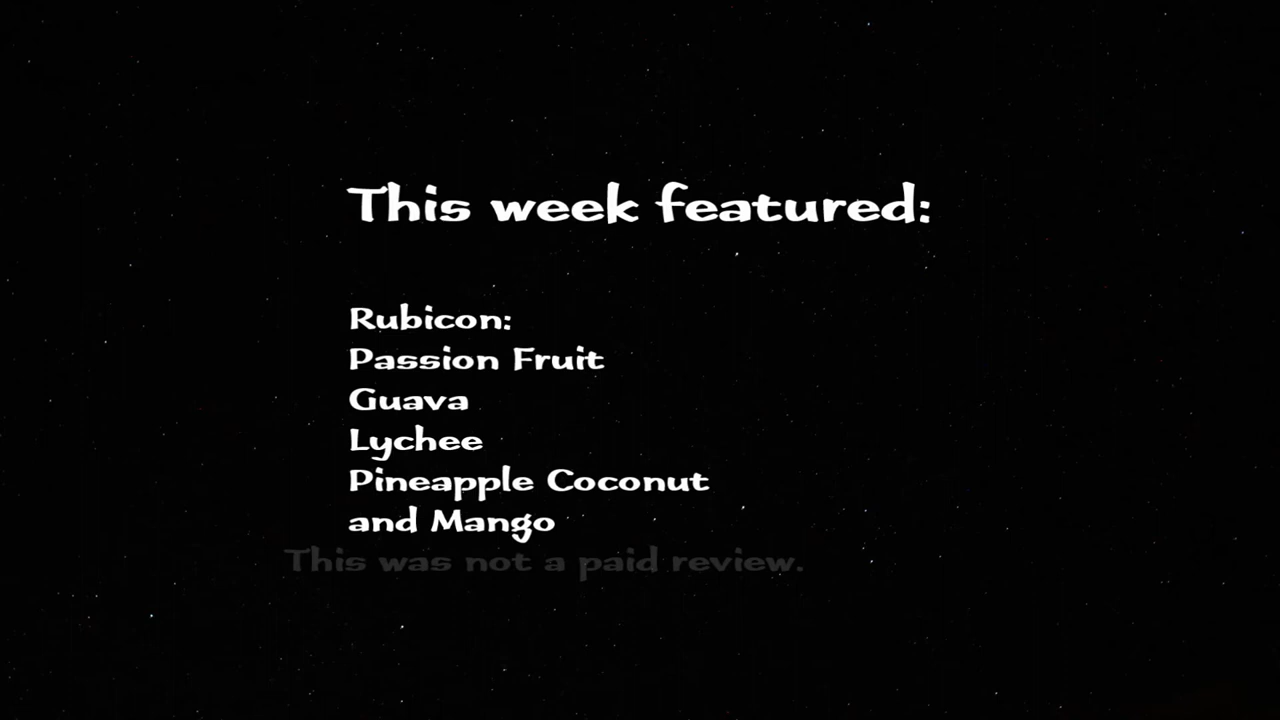 This week featured:
Rubicon:
Passion Fruit
Guava
Lychee
Pineapple Coconut
and Mango
This was not a paid review.